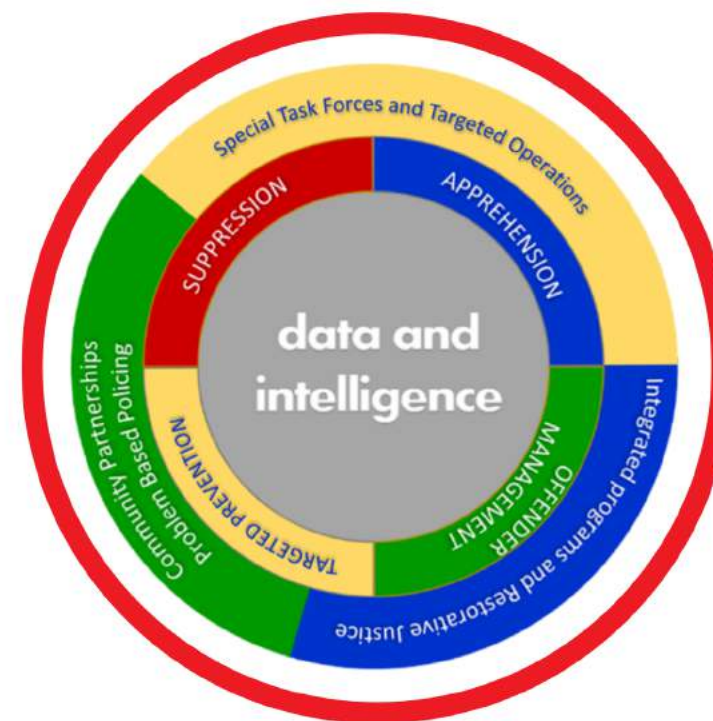 Special Task Forces and Targeted Operations
SUPPRESSION
APPREHENSION
data and
intelligence
OFFENDER
MANAGEMENT
TARGETED PREVENTION
Integrated programs and Restorative Justice
Community Partnerships
Problem Based Policing